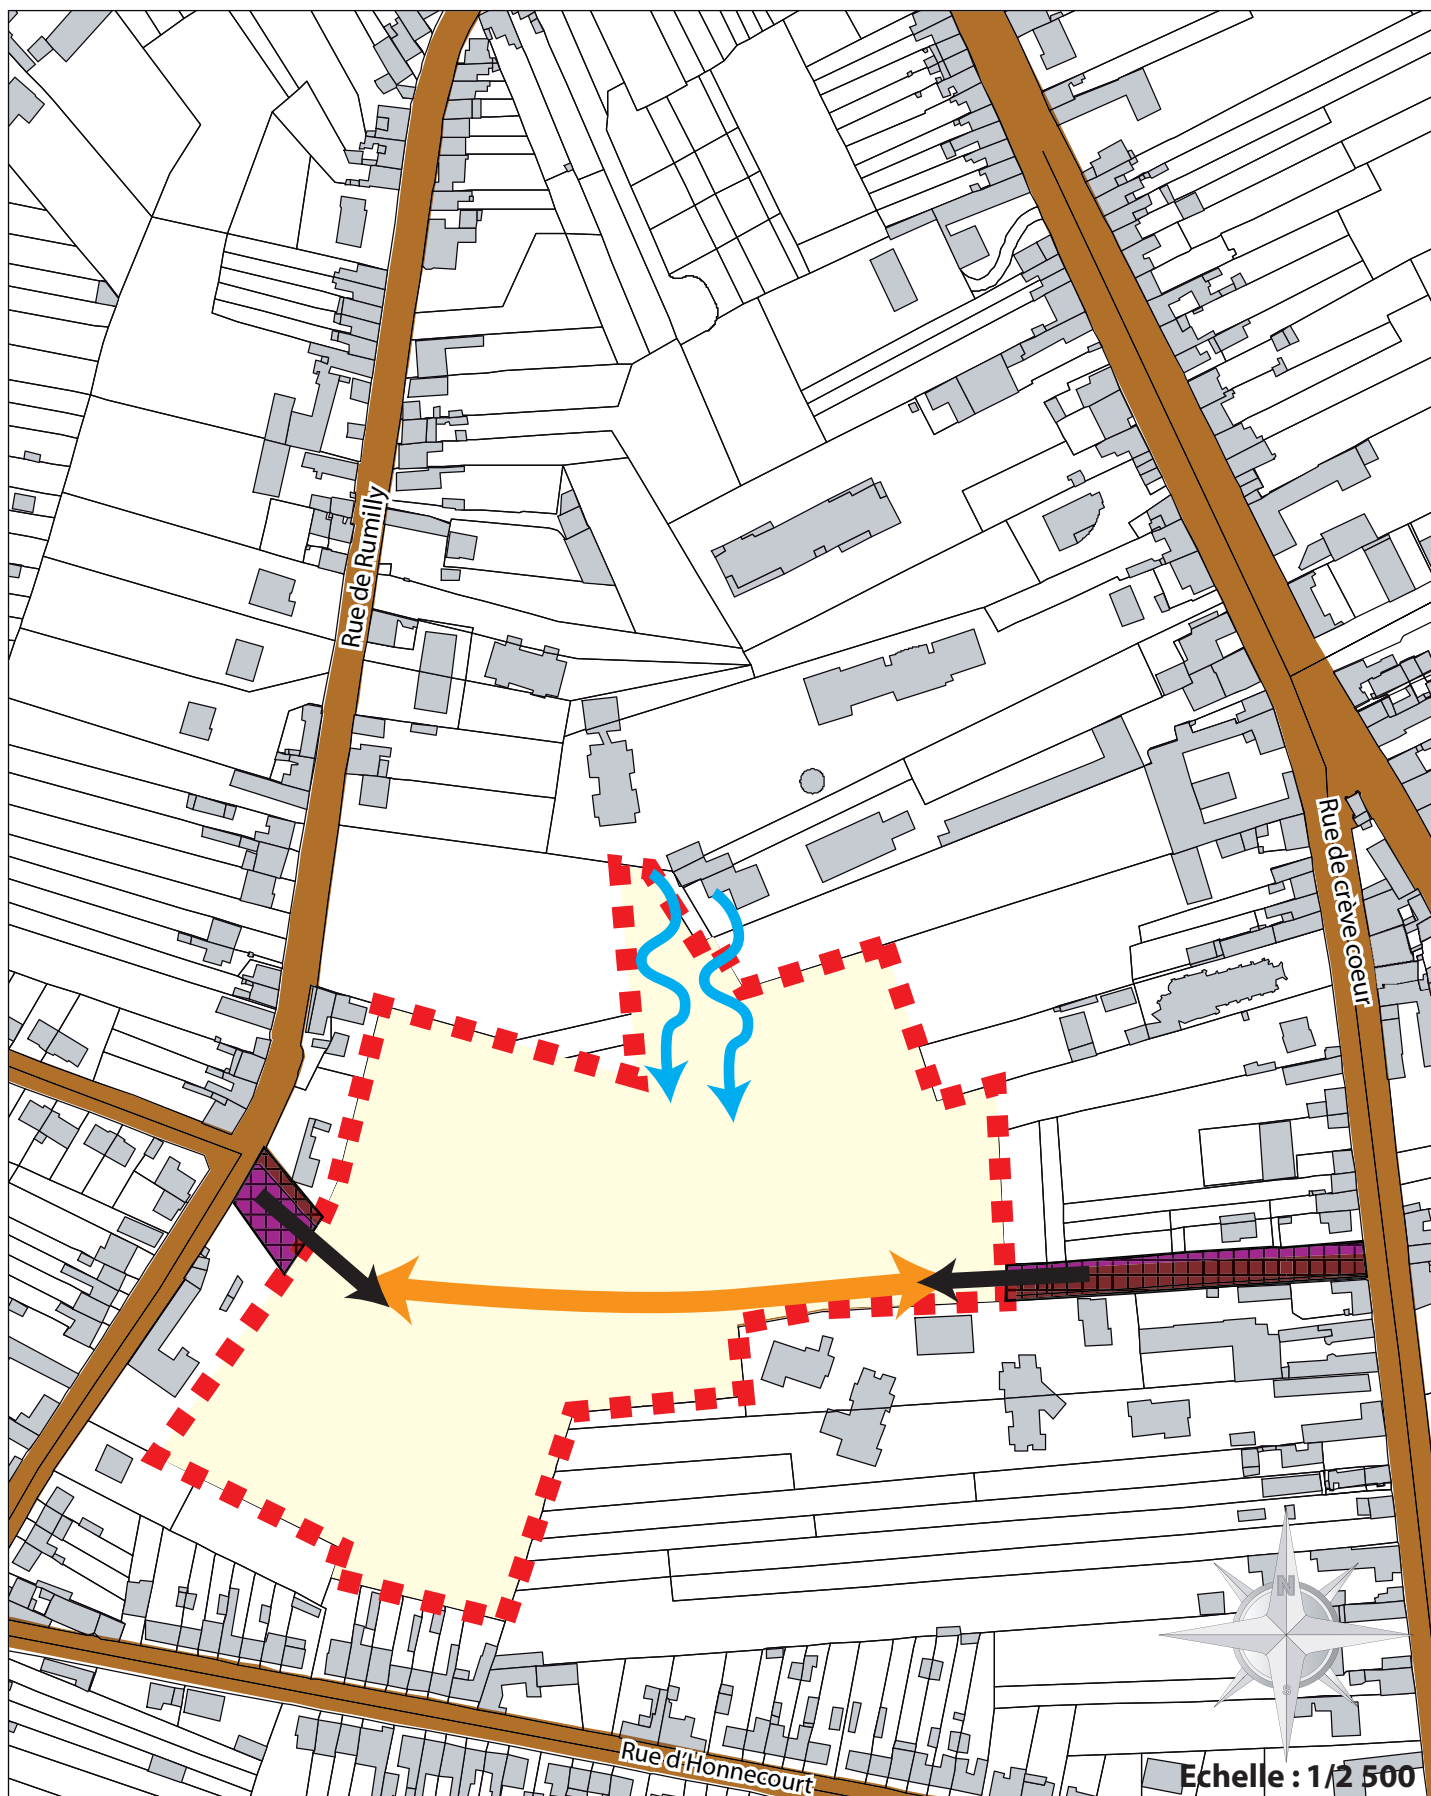 Rue de Rumilly
Rue de crève coeur
N
S
Rue d'Honnecourt
Echelle : 1/2 500